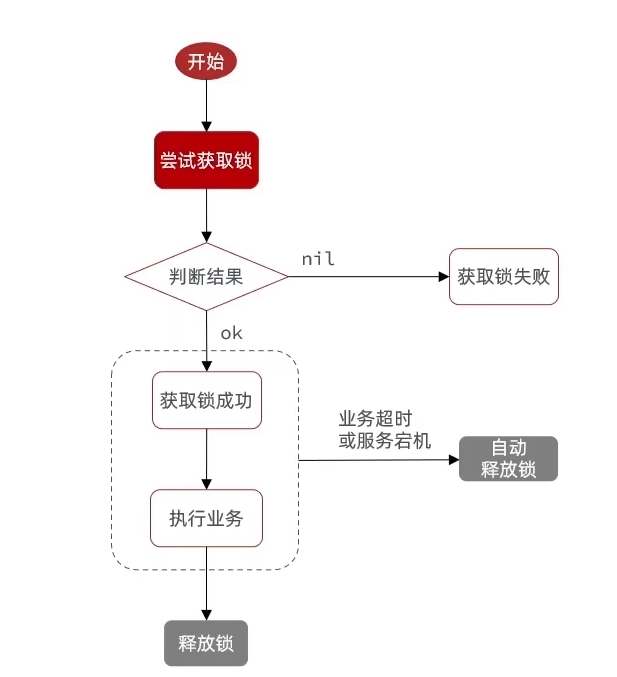 开始
尝试获取锁
判断结果
nil
获取锁失败
ok
获取锁成功
业务超时
或服务宕机
自动
释放锁
执行业务
释放锁